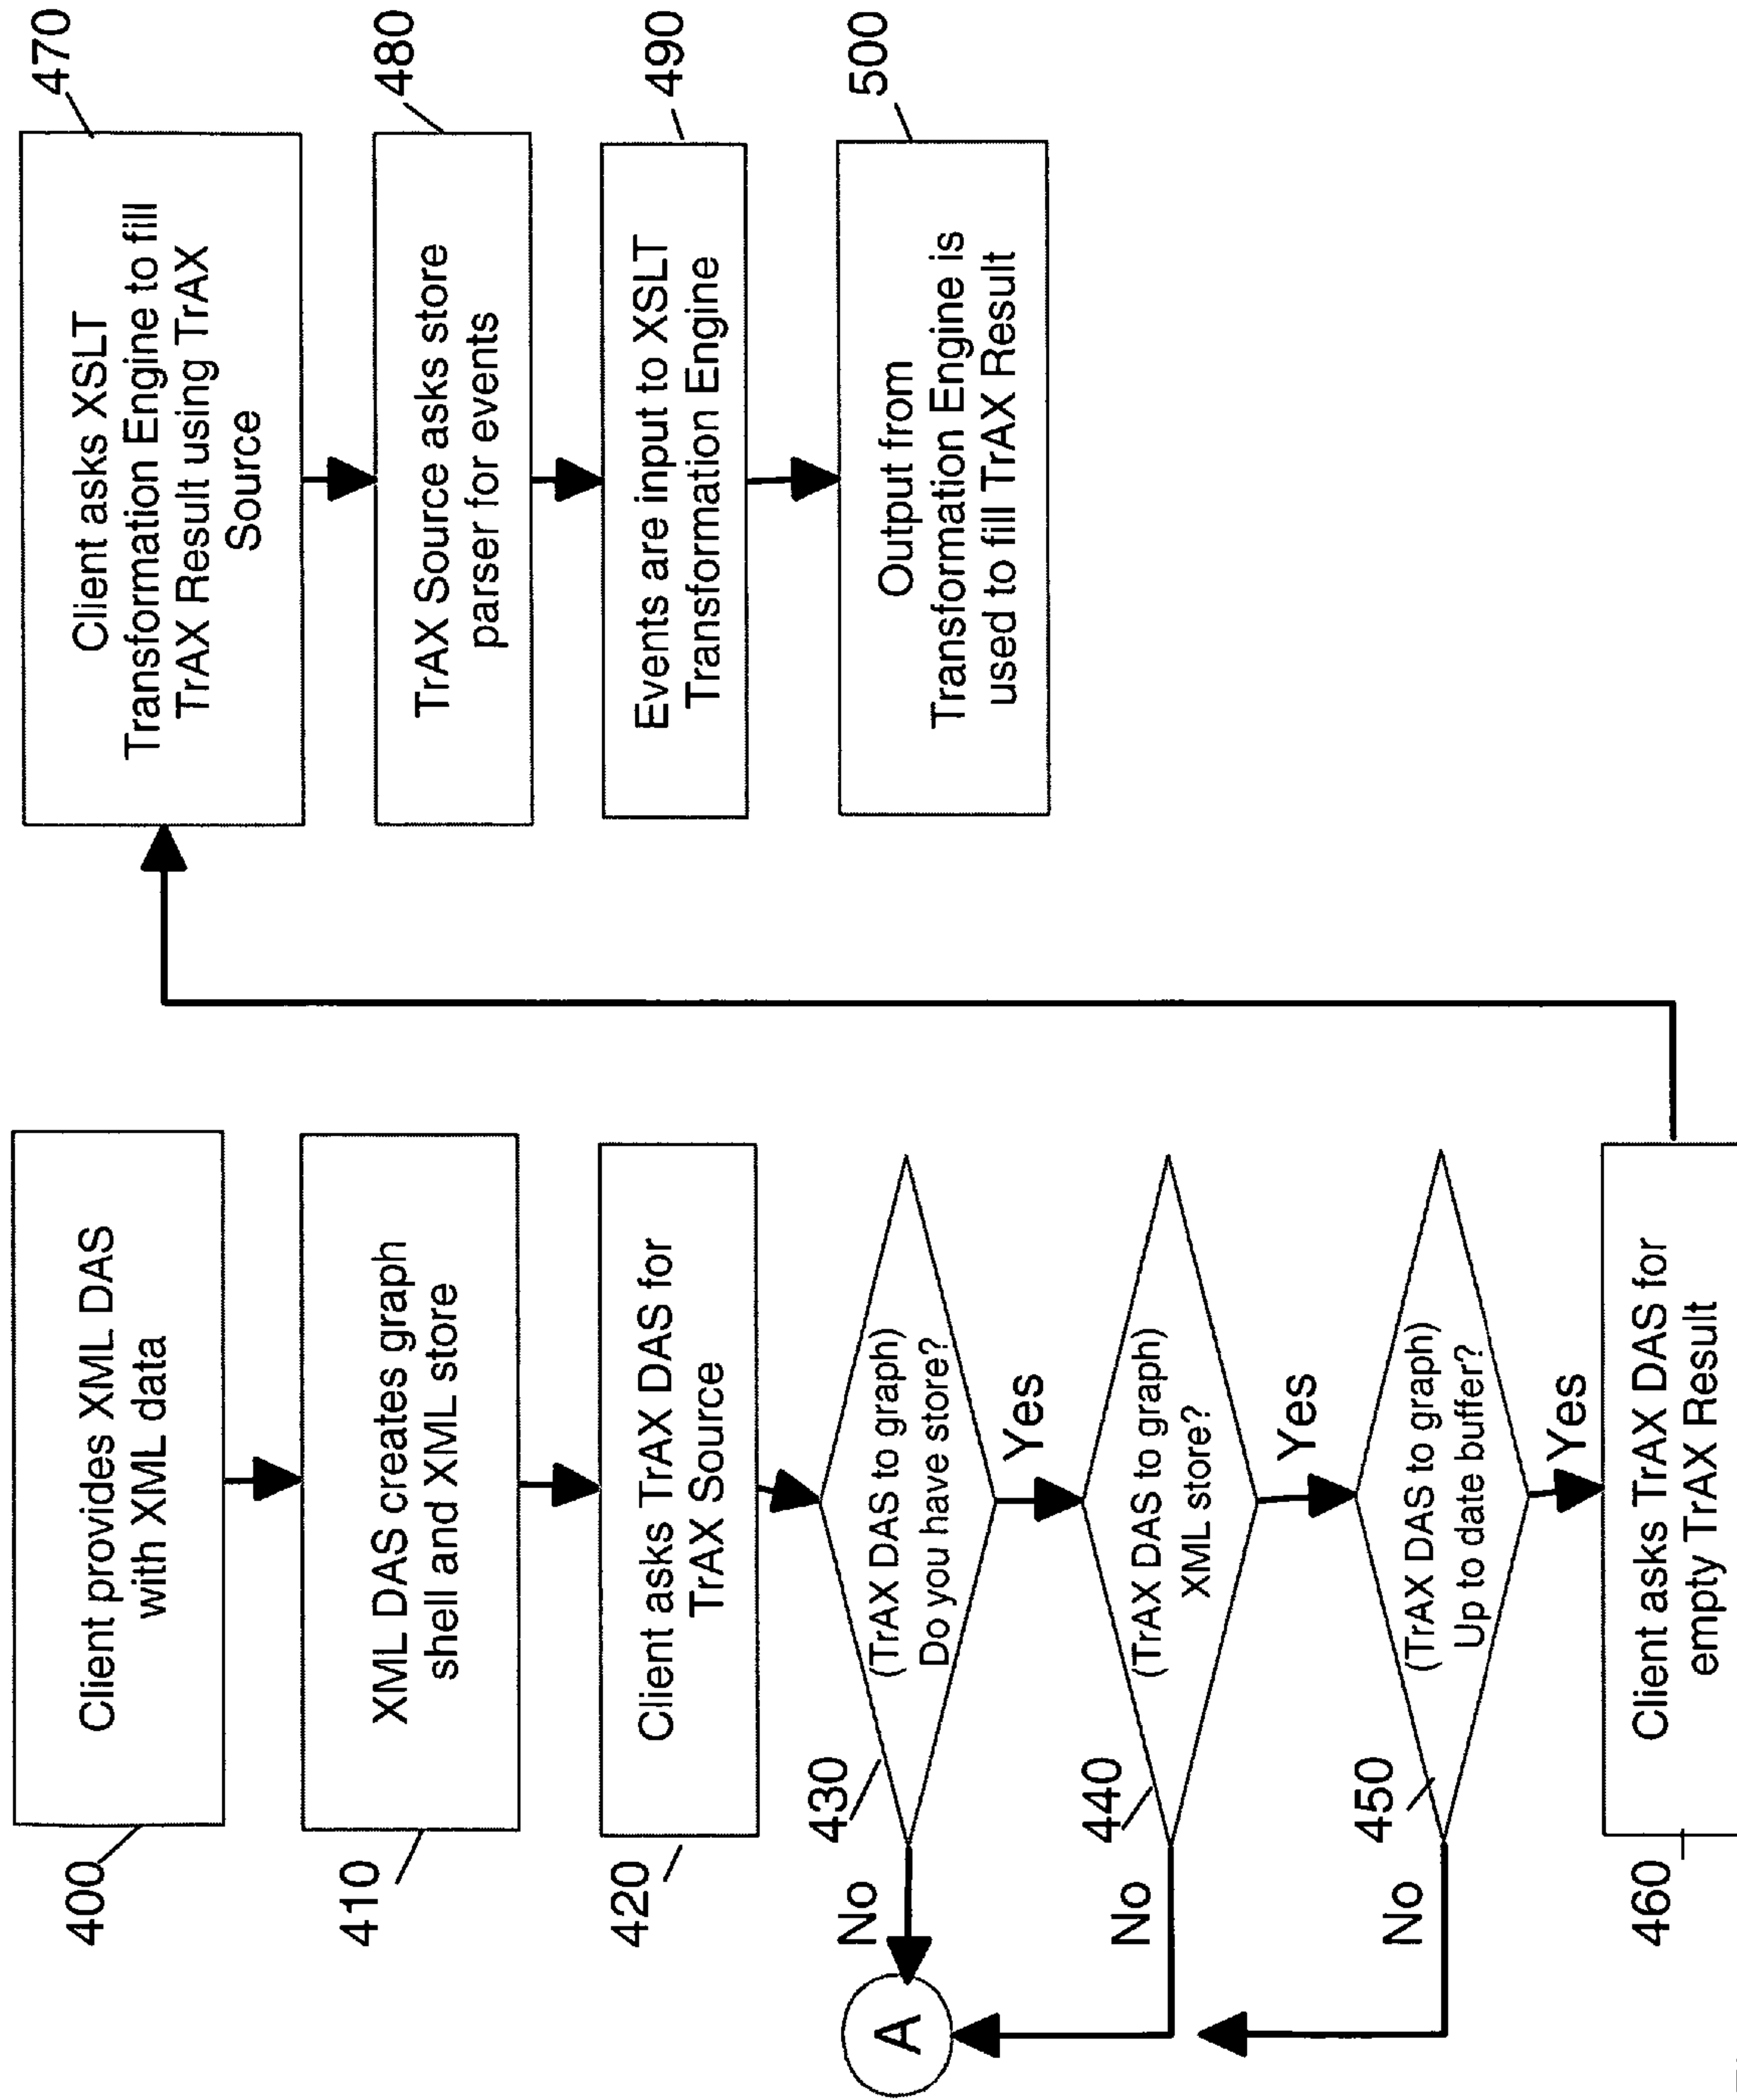 400
Client provides XML DAS
with XML data
410
XML DAS creates graph
shell and XML store
420
Client asks TrAX DAS for
TrAX Source
430
(TrAX DAS to graph)
Do you have store?
No
A
Yes
440
(TrAX DAS to graph)
XML store?
No
Yes
450
(TrAX DAS to graph)
Up to date buffer?
No
Yes
460
Client asks TrAX DAS for
empty TrAX Result
470
Client asks XSLT
Transformation Engine to fill
TrAX Result using TrAX
Source
480
TrAX Source asks store
parser for events
490
Events are input to XSLT
Transformation Engine
500
Output from
Transformation Engine is
used to fill TrAX Result